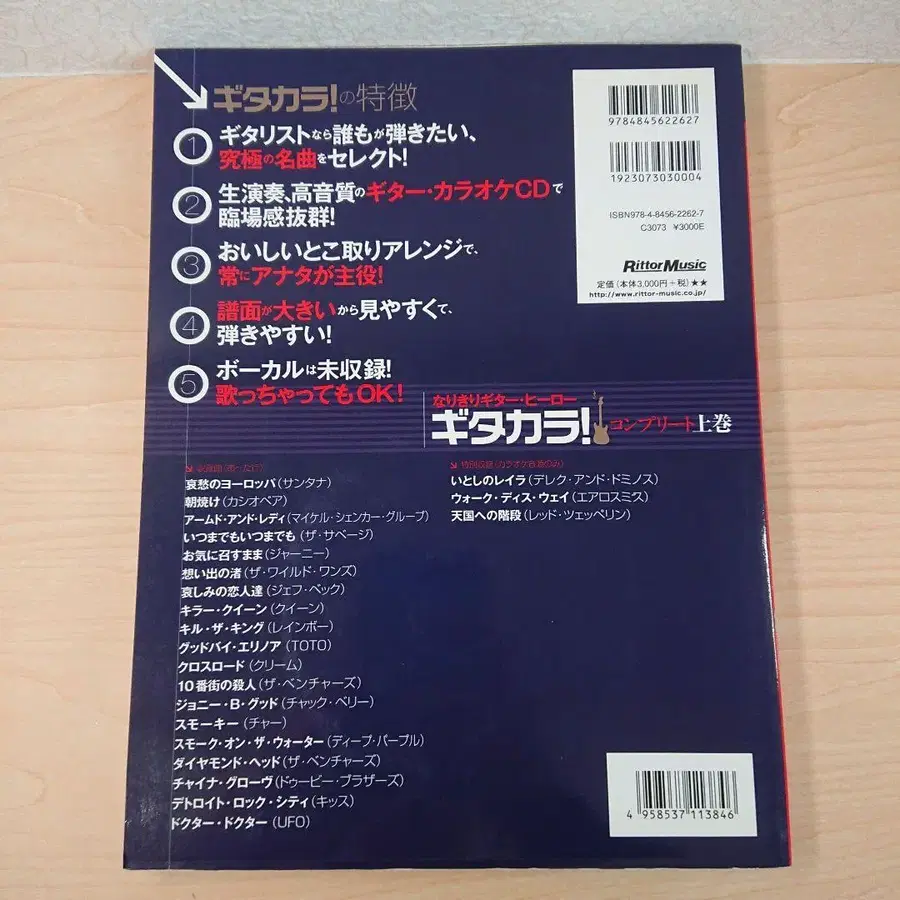 ギタカラ!の特徴
1 ギタリストなら誰もが弾きたい、
究極の名曲をセレクト!
2 生演奏、高音質のギター・カラオケCDで
臨場感抜群!
3 おいしいとこ取りアレンジで、
常にアナタが主役!
4 譜面が大きいから見やすくて、
弾きやすい!
5 ボーカルは未収録!
歌っちゃってもOK!
9784845622627
1923073030004
ISBN978-4-8456-2262-7
C3073 ¥3000E
RittorMusic
定価(本体3,000円+税)★★
http://www.rittor-music.co.jp/
なりきりギター・ヒーロー
ギタカラ!コンプリート上巻
↘収録曲(あ〜た行)
哀愁のヨーロッパ(サンタナ)
朝焼け(カシオペア)
アームド・アンド・レディ(マイケル・シェンカー・グループ)
いつまでもいつまでも(ザ・サベージ)
お気に召すまま(ジャーニー)
想い出の渚(ザ・ワイルド・ワンズ)
哀しみの恋人達(ジェフ・ベック)
キラー・クイーン(クイーン)
キル・ザ・キング(レインボー)
グッドバイ・エリノア(TOTO)
クロスロード(クリーム)
10番街の殺人(ザ・ベンチャーズ)
ジョニー・B・グッド(チャック・ベリー)
スモーキー(チャー)
スモーク・オン・ザ・ウォーター(ディープ・パープル)
ダイヤモンド・ヘッド(ザ・ベンチャーズ)
チャイナ・グローヴ(ドゥービー・ブラザーズ)
デトロイト・ロック・シティ(キッス)
ドクター・ドクター(UFO)
↘特別収録(カラオケ音源のみ)
いとしのレイラ(デレク・アンド・ドミノス)
ウォーク・ディス・ウェイ(エアロスミス)
天国への階段(レッド・ツェッペリン)
4 958537 113846